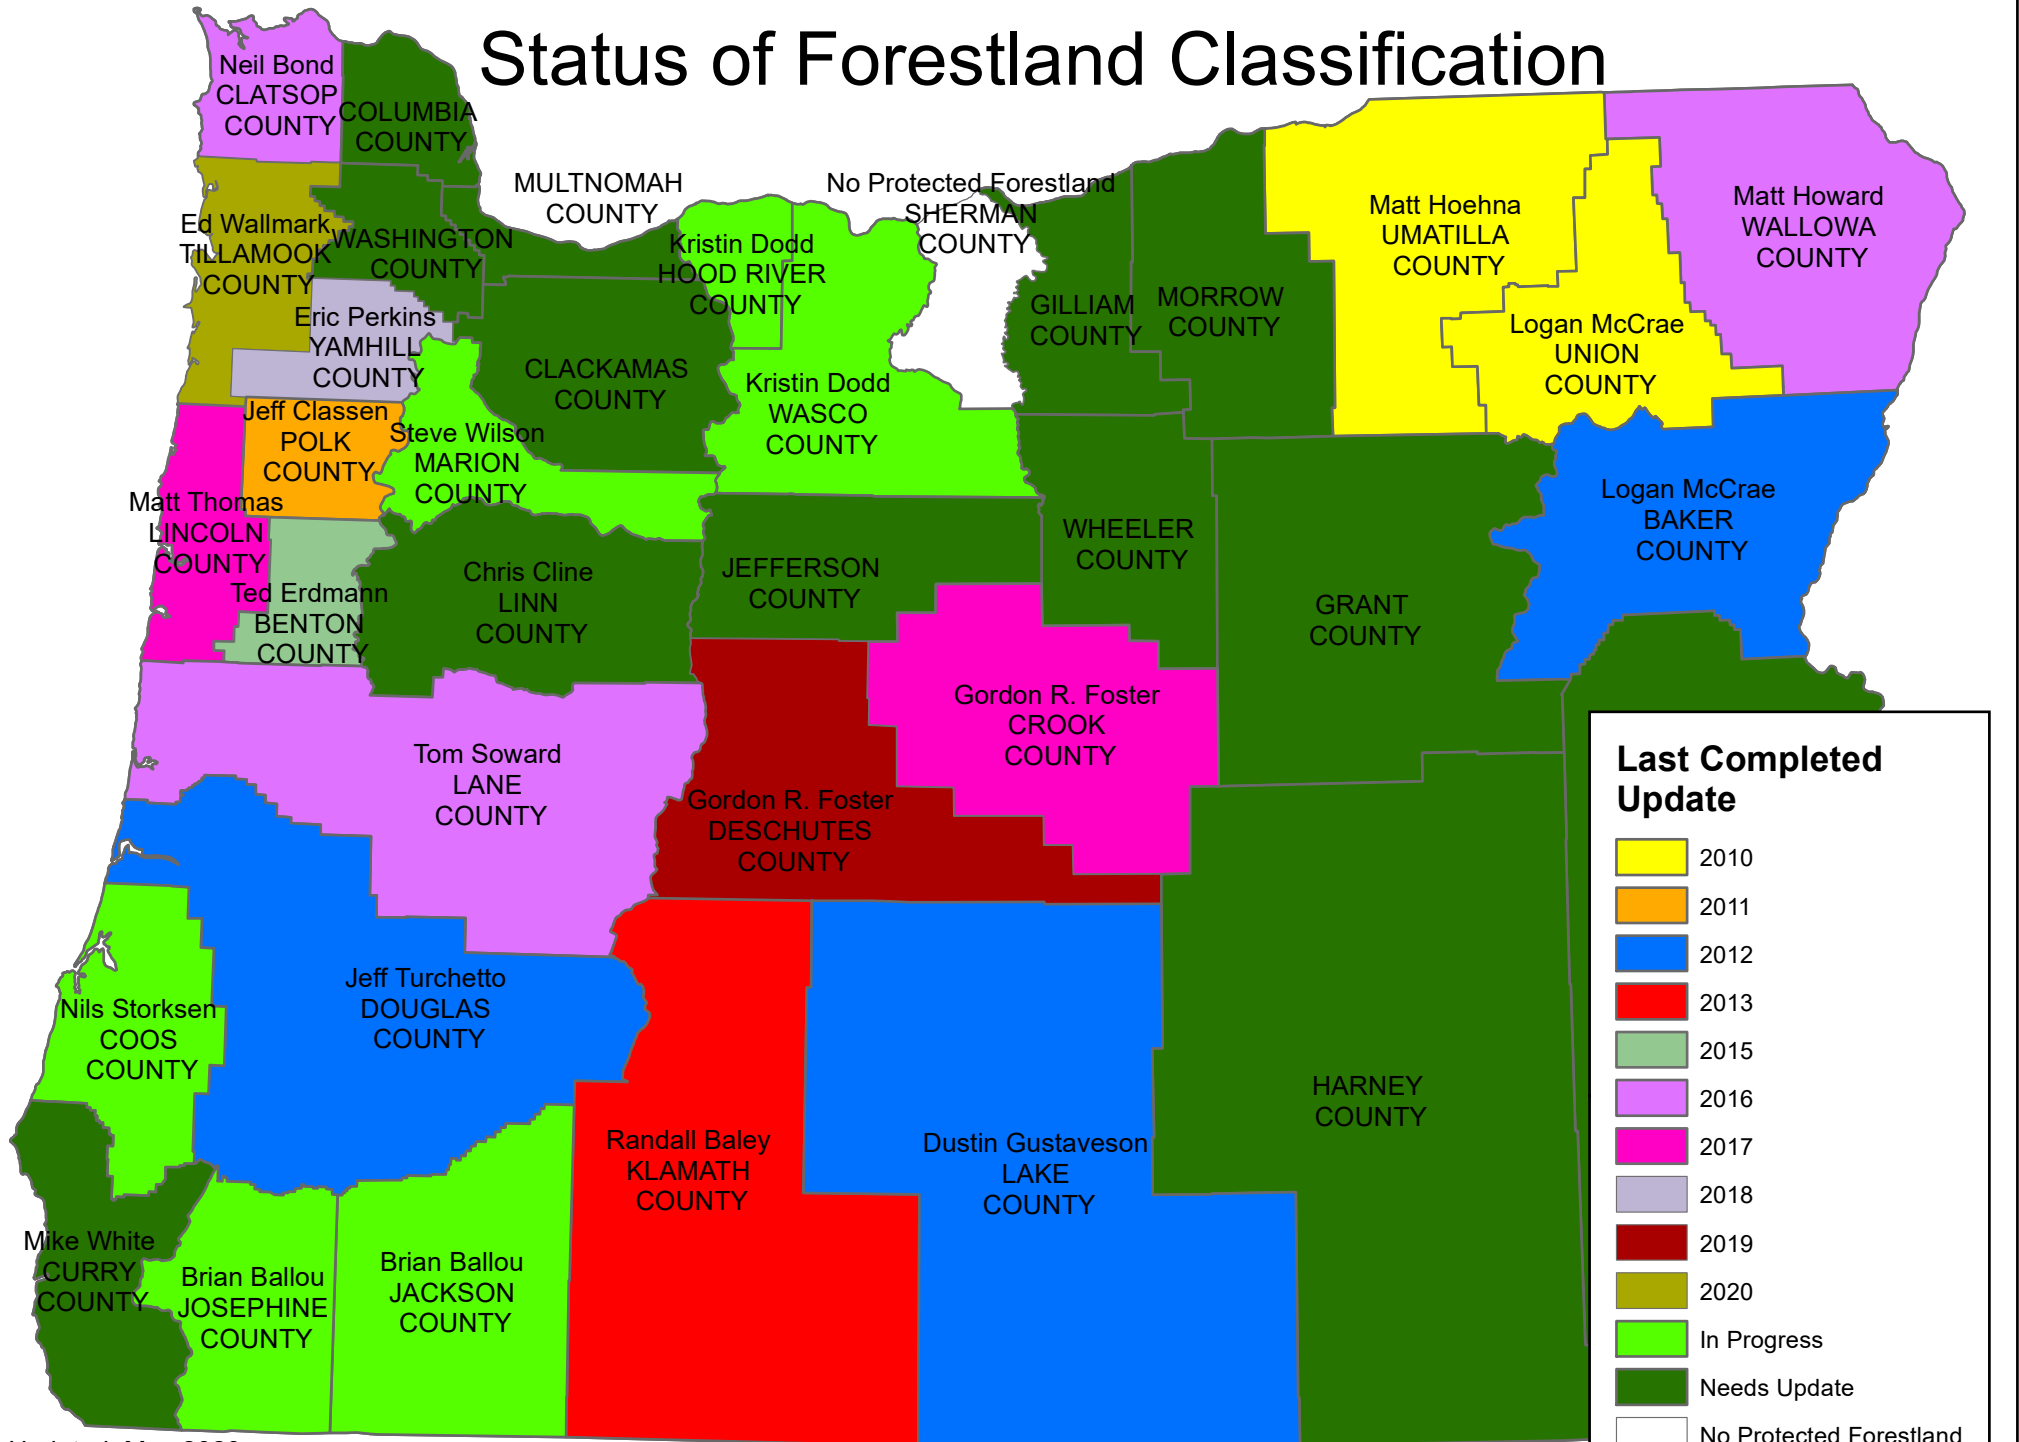 Status of Forestland Classification
Neil Bond
CLATSOP
COUNTY
COLUMBIA
COUNTY
MULTNOMAH
COUNTY
No Protected Forestland
SHERMAN
COUNTY
Ed Wallmark
TILLAMOOK
COUNTY
WASHINGTON
COUNTY
Kristin Dodd
HOOD RIVER
COUNTY
GILLIAM
COUNTY
MORROW
COUNTY
Matt Hoehna
UMATILLA
COUNTY
Matt Howard
WALLOWA
COUNTY
Eric Perkins
YAMHILL
COUNTY
CLACKAMAS
COUNTY
Kristin Dodd
WASCO
COUNTY
Logan McCrae
UNION
COUNTY
Jeff Classen
POLK
COUNTY
Steve Wilson
MARION
COUNTY
Matt Thomas
LINCOLN
COUNTY
Ted Erdmann
BENTON
COUNTY
Chris Cline
LINN
COUNTY
JEFFERSON
COUNTY
WHEELER
COUNTY
GRANT
COUNTY
Logan McCrae
BAKER
COUNTY
Tom Soward
LANE
COUNTY
Gordon R. Foster
DESCHUTES
COUNTY
Gordon R. Foster
CROOK
COUNTY
Jeff Turchetto
DOUGLAS
COUNTY
Nils Storksen
COOS
COUNTY
Randall Baley
KLAMATH
COUNTY
Dustin Gustaveson
LAKE
COUNTY
HARNEY
COUNTY
Mike White
CURRY
COUNTY
Brian Ballou
JOSEPHINE
COUNTY
Brian Ballou
JACKSON
COUNTY
Last Completed
Update
2010
2011
2012
2013
2015
2016
2017
2018
2019
2020
In Progress
Needs Update
No Protected Forestland